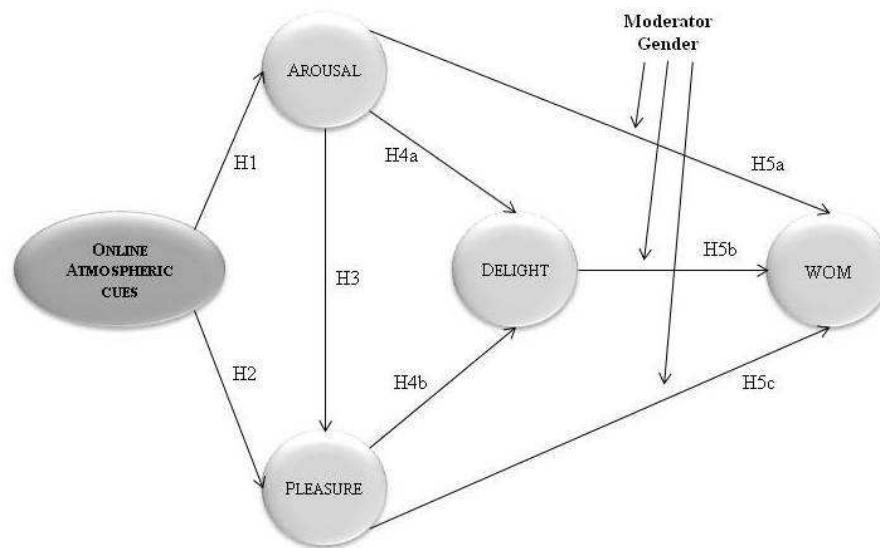 Moderator
Gender
AROUSAL
H1
H4a
H5a
ONLINE
ATMOSPHERIC
CUES
H3
DELIGHT
H5b
WOM
H2
H4b
H5c
PLEASURE